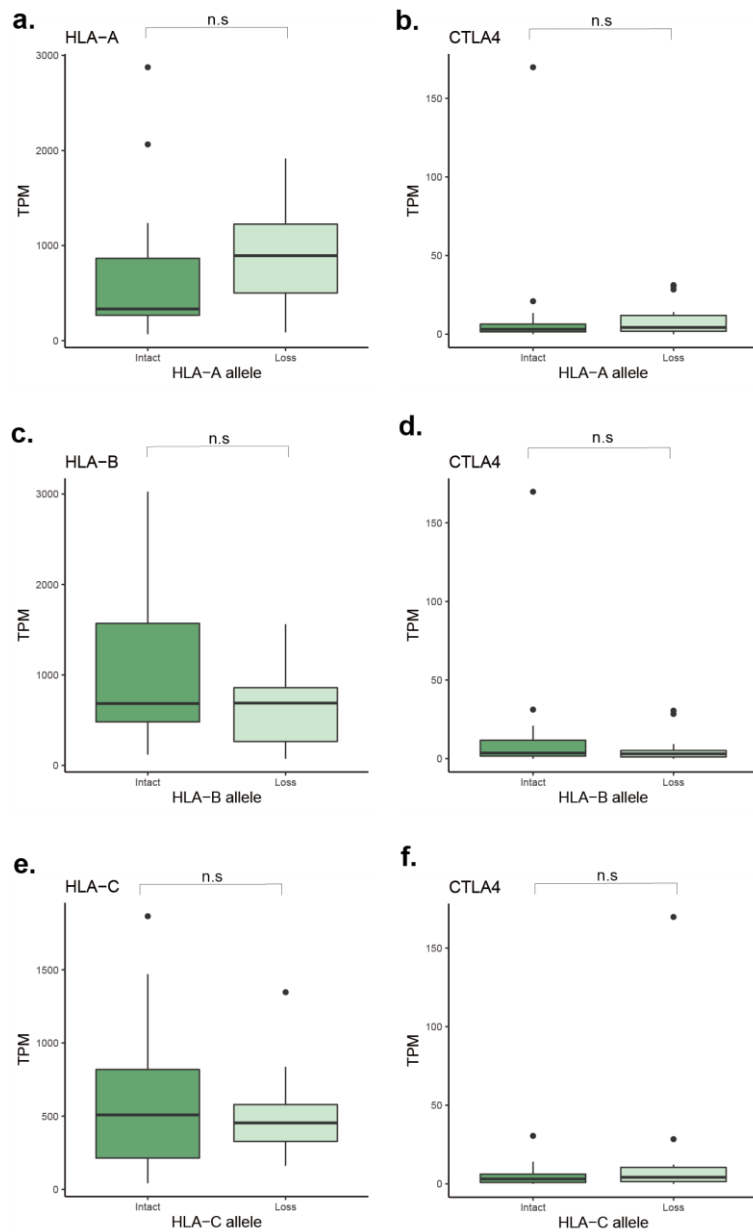 a.
HLA-A
n.s
3000
2000
1000
0
TPM
Intact
Loss
HLA-A allele
b.
CTLA4
n.s
150
100
50
0
TPM
Intact
Loss
HLA-A allele
c.
HLA-B
n.s
3000
2000
1000
0
TPM
Intact
Loss
HLA-B allele
d.
CTLA4
n.s
150
100
50
0
TPM
Intact
Loss
HLA-B allele
e.
HLA-C
n.s
1500
1000
500
0
TPM
Intact
Loss
HLA-C allele
f.
CTLA4
n.s
150
100
50
0
TPM
Intact
Loss
HLA-C allele